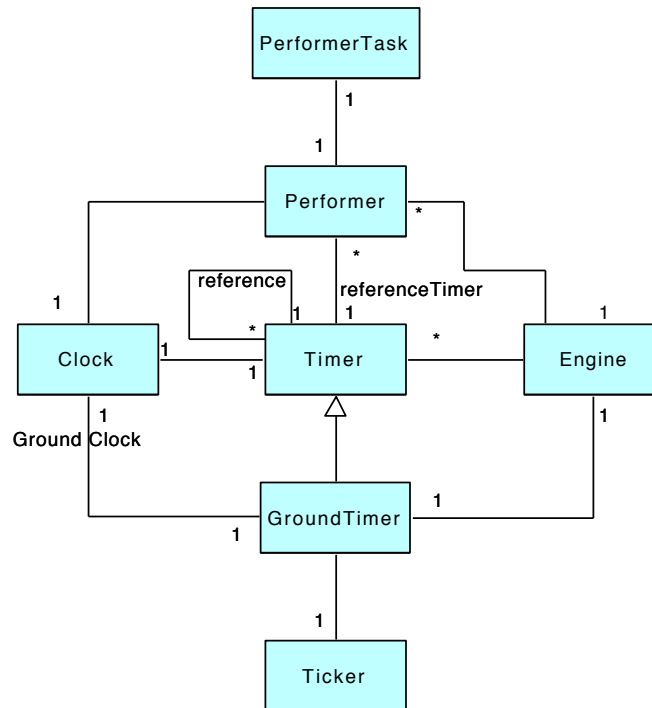 PerformerTask
1
1
Performer
*
*
reference
referenceTimer
1
1
1
1
*
*
Clock
1
1
Timer
Engine
1
1
Ground Clock
1
1
GroundTimer
1
Ticker